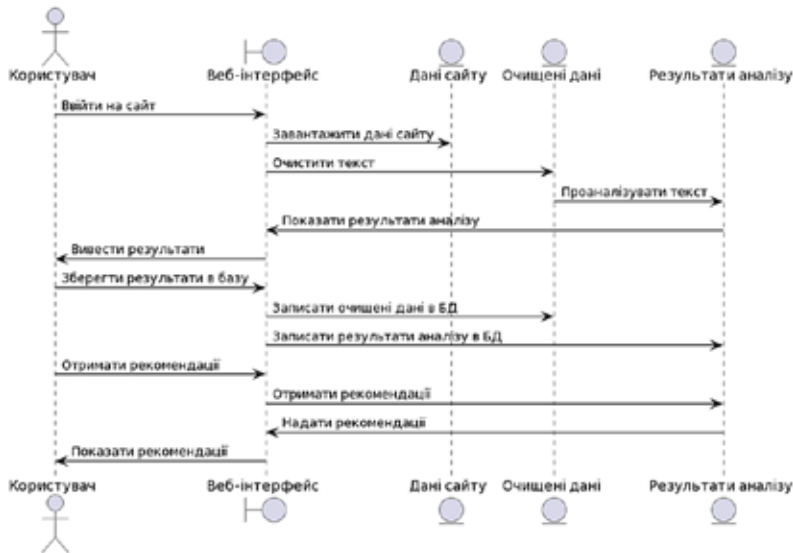 Користувач Веб-інтерфейс Дані сайту Очищені дані Результати аналізу
Ввійти на сайт
Завантажити дані сайту
Очистити текст
Проаналізувати текст
Показати результати аналізу
Вивести результати
Зберегти результати в базу
Записати очищені дані в БД
Записати результати аналізу в БД
Отримати рекомендації
Отримати рекомендації
Надати рекомендації
Показати рекомендації
Користувач Веб-інтерфейс Дані сайту Очищені дані Результати аналізу